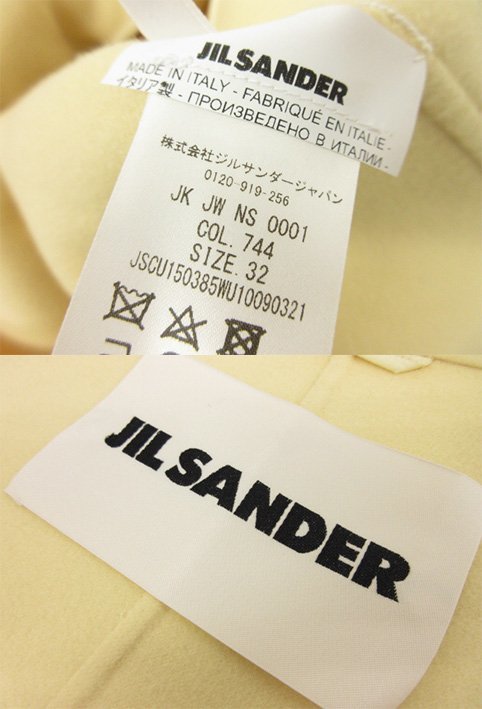 JIL SANDER
MADE IN ITALY - FABRIQUÉ EN ITALIE -
イタリア製 - ПРОИЗВЕДЕНО В ИТАЛИИ -
株式会社ジルサンダージャパン
0120-919-256
JK JW NS 0001
COL. 744
SIZE. 32
JSCU150385WU10090321
JIL SANDER